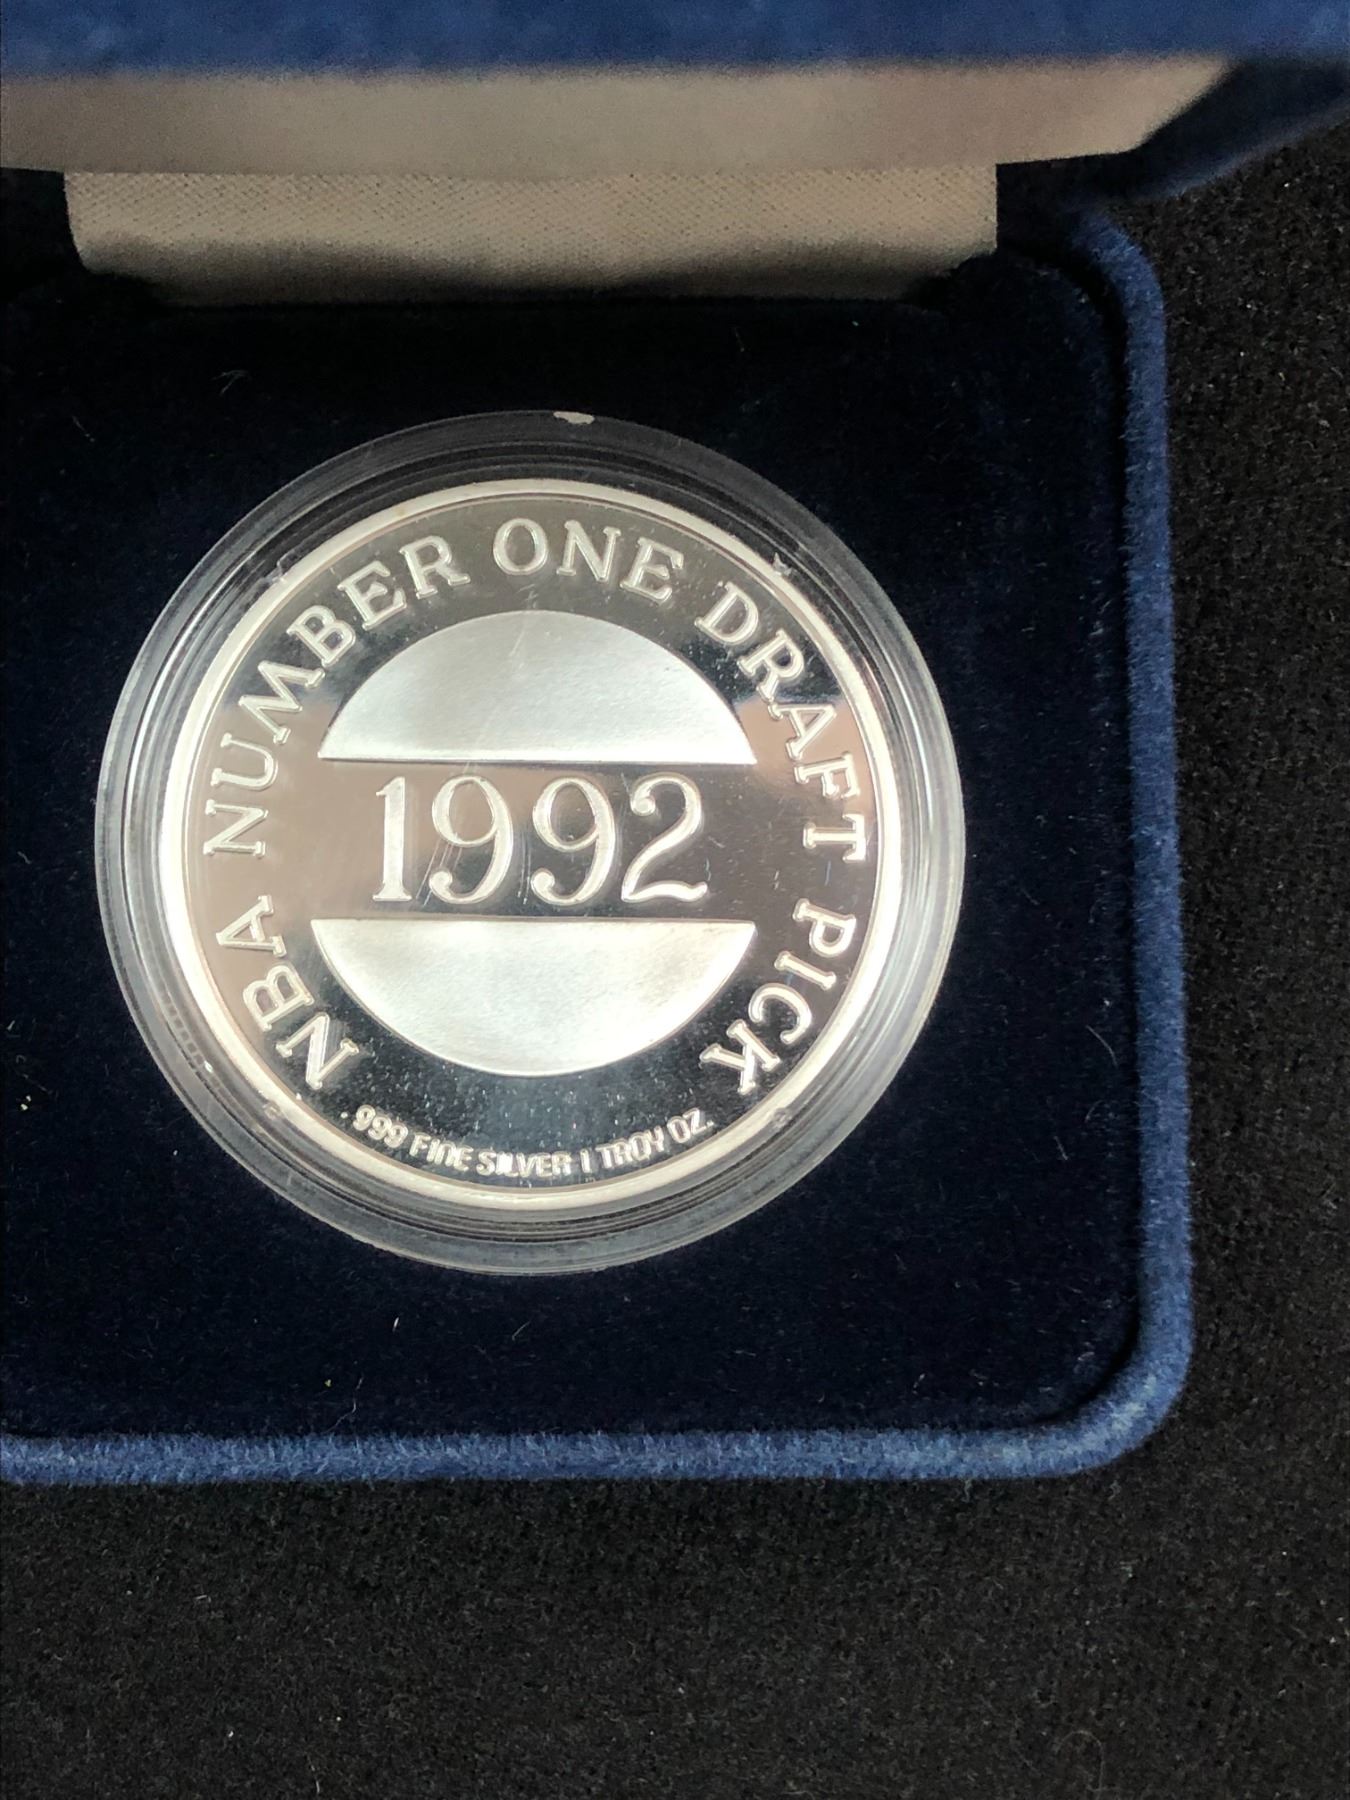 NBA NUMBER ONE DRAFT PICK
1992
.999 FINE SILVER 1 TROY OZ.